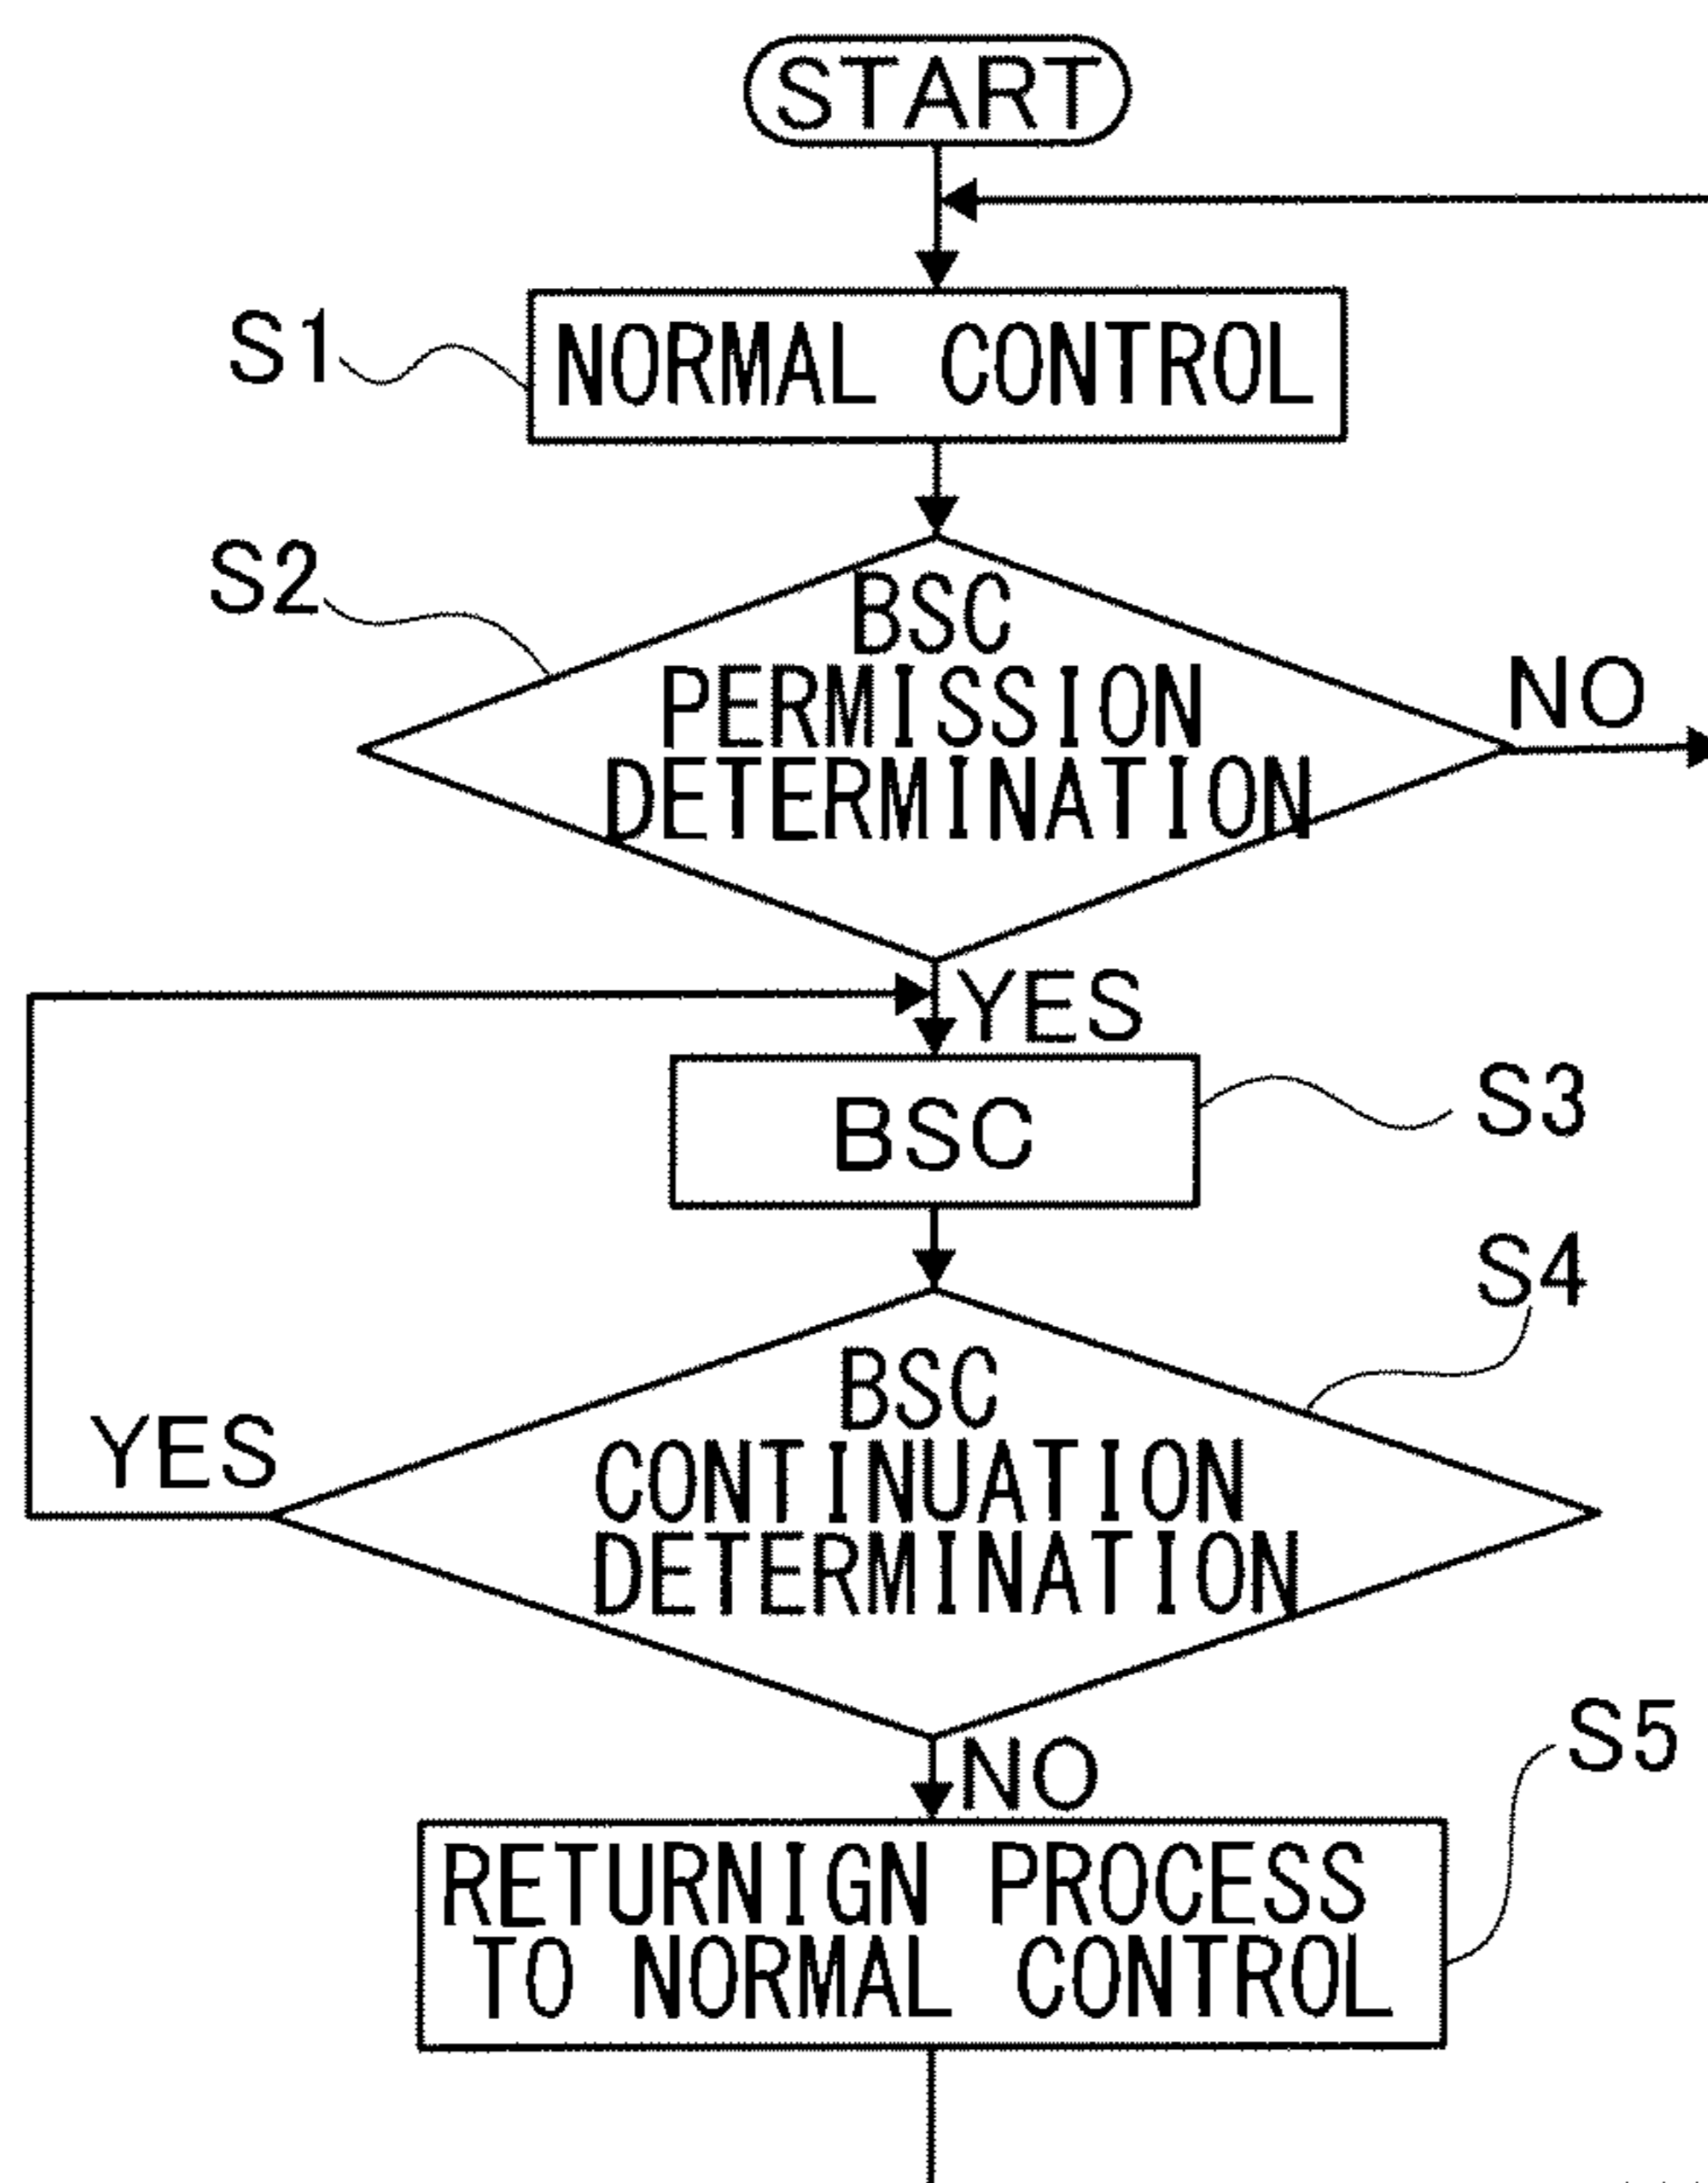 START
S1
NORMAL CONTROL
S2
BSC
PERMISSION
DETERMINATION
NO
YES
BSC
S3
S4
BSC
CONTINUATION
DETERMINATION
YES
NO
S5
RETURNIGN PROCESS
TO NORMAL CONTROL